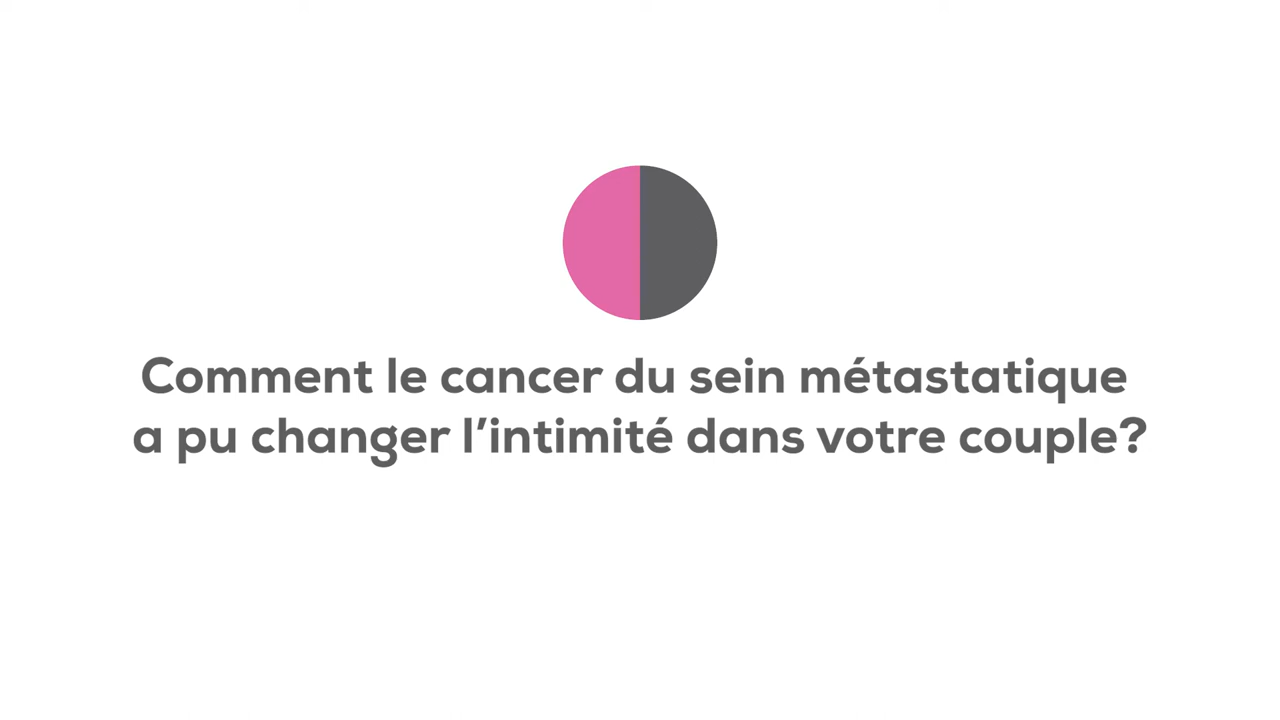 Comment le cancer du sein métastatique
a pu changer l’intimité dans votre couple?